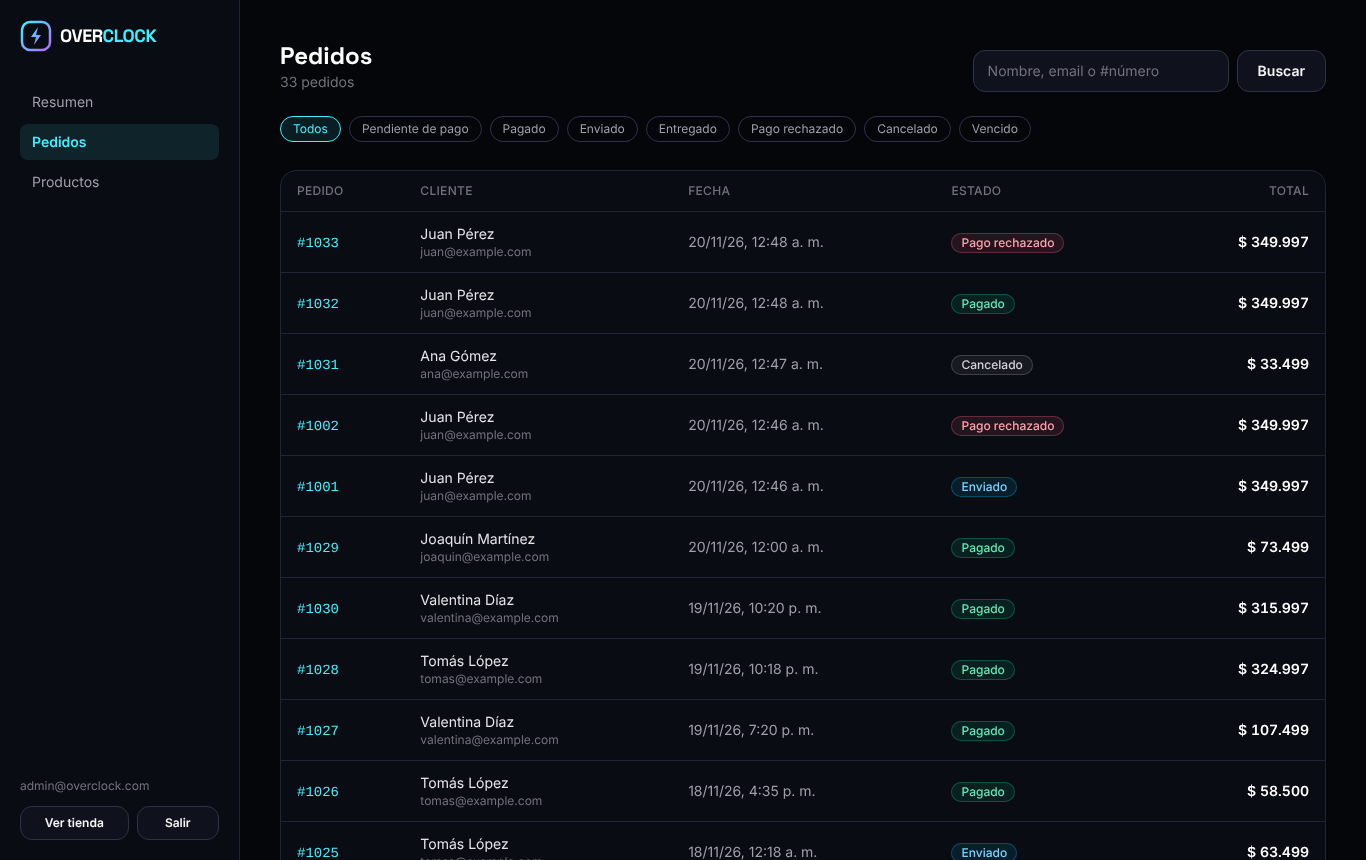 OVERCLOCK
Resumen
Pedidos
Productos
admin@overclock.com
Ver tienda
Salir
Pedidos
33 pedidos
Nombre, email o #número
Buscar
Todos
Pendiente de pago
Pagado
Enviado
Entregado
Pago rechazado
Cancelado
Vencido
PEDIDO CLIENTE FECHA ESTADO TOTAL
#1033 Juan Pérez 20/11/26, 12:48 a. m. Pago rechazado $ 349.997
juan@example.com
#1032 Juan Pérez 20/11/26, 12:48 a. m. Pagado $ 349.997
juan@example.com
#1031 Ana Gómez 20/11/26, 12:47 a. m. Cancelado $ 33.499
ana@example.com
#1002 Juan Pérez 20/11/26, 12:46 a. m. Pago rechazado $ 349.997
juan@example.com
#1001 Juan Pérez 20/11/26, 12:46 a. m. Enviado $ 349.997
juan@example.com
#1029 Joaquín Martínez 20/11/26, 12:00 a. m. Pagado $ 73.499
joaquin@example.com
#1030 Valentina Díaz 19/11/26, 10:20 p. m. Pagado $ 315.997
valentina@example.com
#1028 Tomás López 19/11/26, 10:18 p. m. Pagado $ 324.997
tomas@example.com
#1027 Valentina Díaz 19/11/26, 7:20 p. m. Pagado $ 107.499
valentina@example.com
#1026 Tomás López 18/11/26, 4:35 p. m. Pagado $ 58.500
tomas@example.com
#1025 Tomás López 18/11/26, 12:18 a. m. Enviado $ 63.499